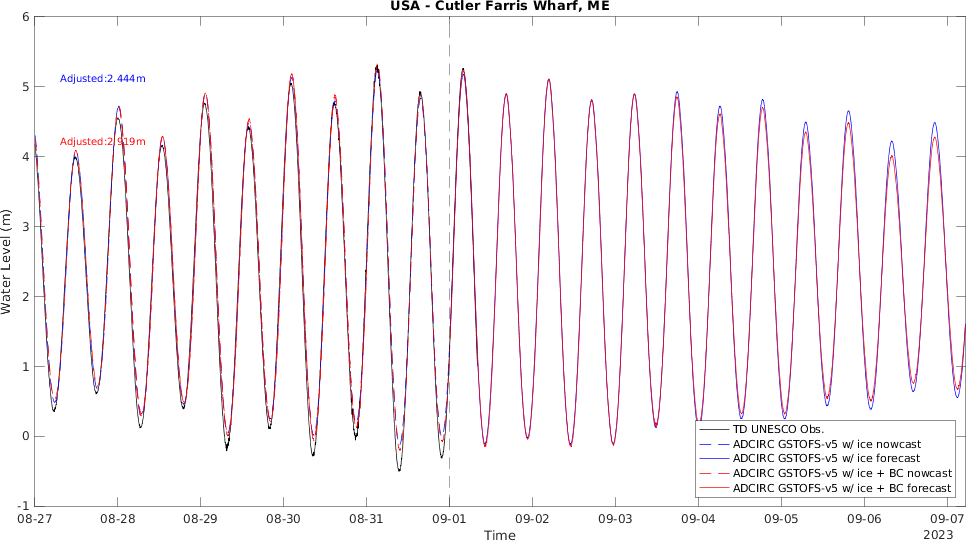 USA - Cutler Farris Wharf, ME
6
Adjusted:2.444m
5
Adjusted:2.919m
4
3
Water Level (m)
2
1
0
-1
TD UNESCO Obs.
ADCIRC GSTOFS-v5 w/ ice nowcast
ADCIRC GSTOFS-v5 w/ ice forecast
ADCIRC GSTOFS-v5 w/ ice + BC nowcast
ADCIRC GSTOFS-v5 w/ ice + BC forecast
08-27 08-28 08-29 08-30 08-31 09-01 09-02 09-03 09-04 09-05 09-06 09-07
Time
2023